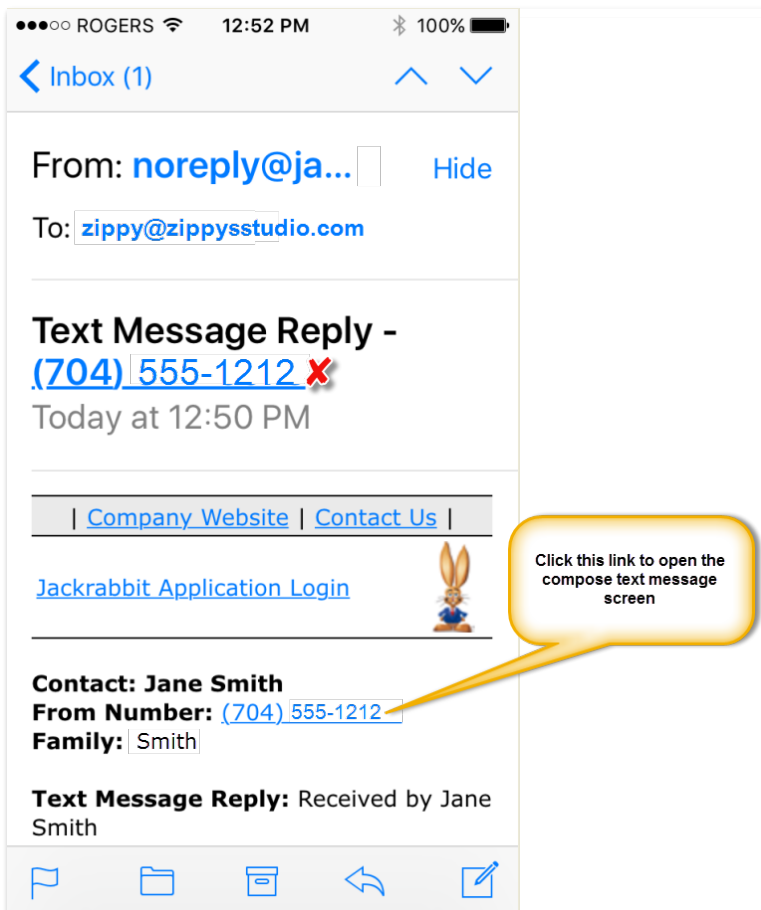 ROGERS 12:52 PM 100%
Inbox (1)
From: noreply@ja... Hide
To: zippy@zippysstudio.com
Text Message Reply -
(704) 555-1212
Today at 12:50 PM
| Company Website | Contact Us |
Jackrabbit Application Login
Click this link to open the
compose text message
screen
Contact: Jane Smith
From Number: (704) 555-1212
Family: Smith
Text Message Reply: Received by Jane
Smith